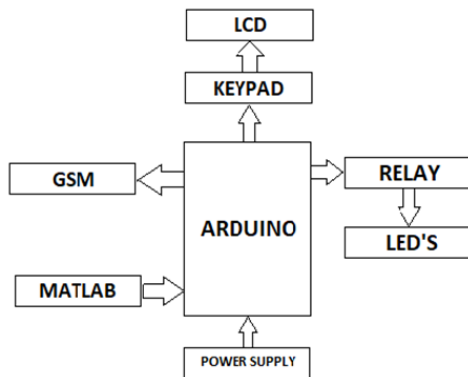 LCD
KEYPAD
GSM
RELAY
ARDUINO
LED'S
MATLAB
POWER SUPPLY